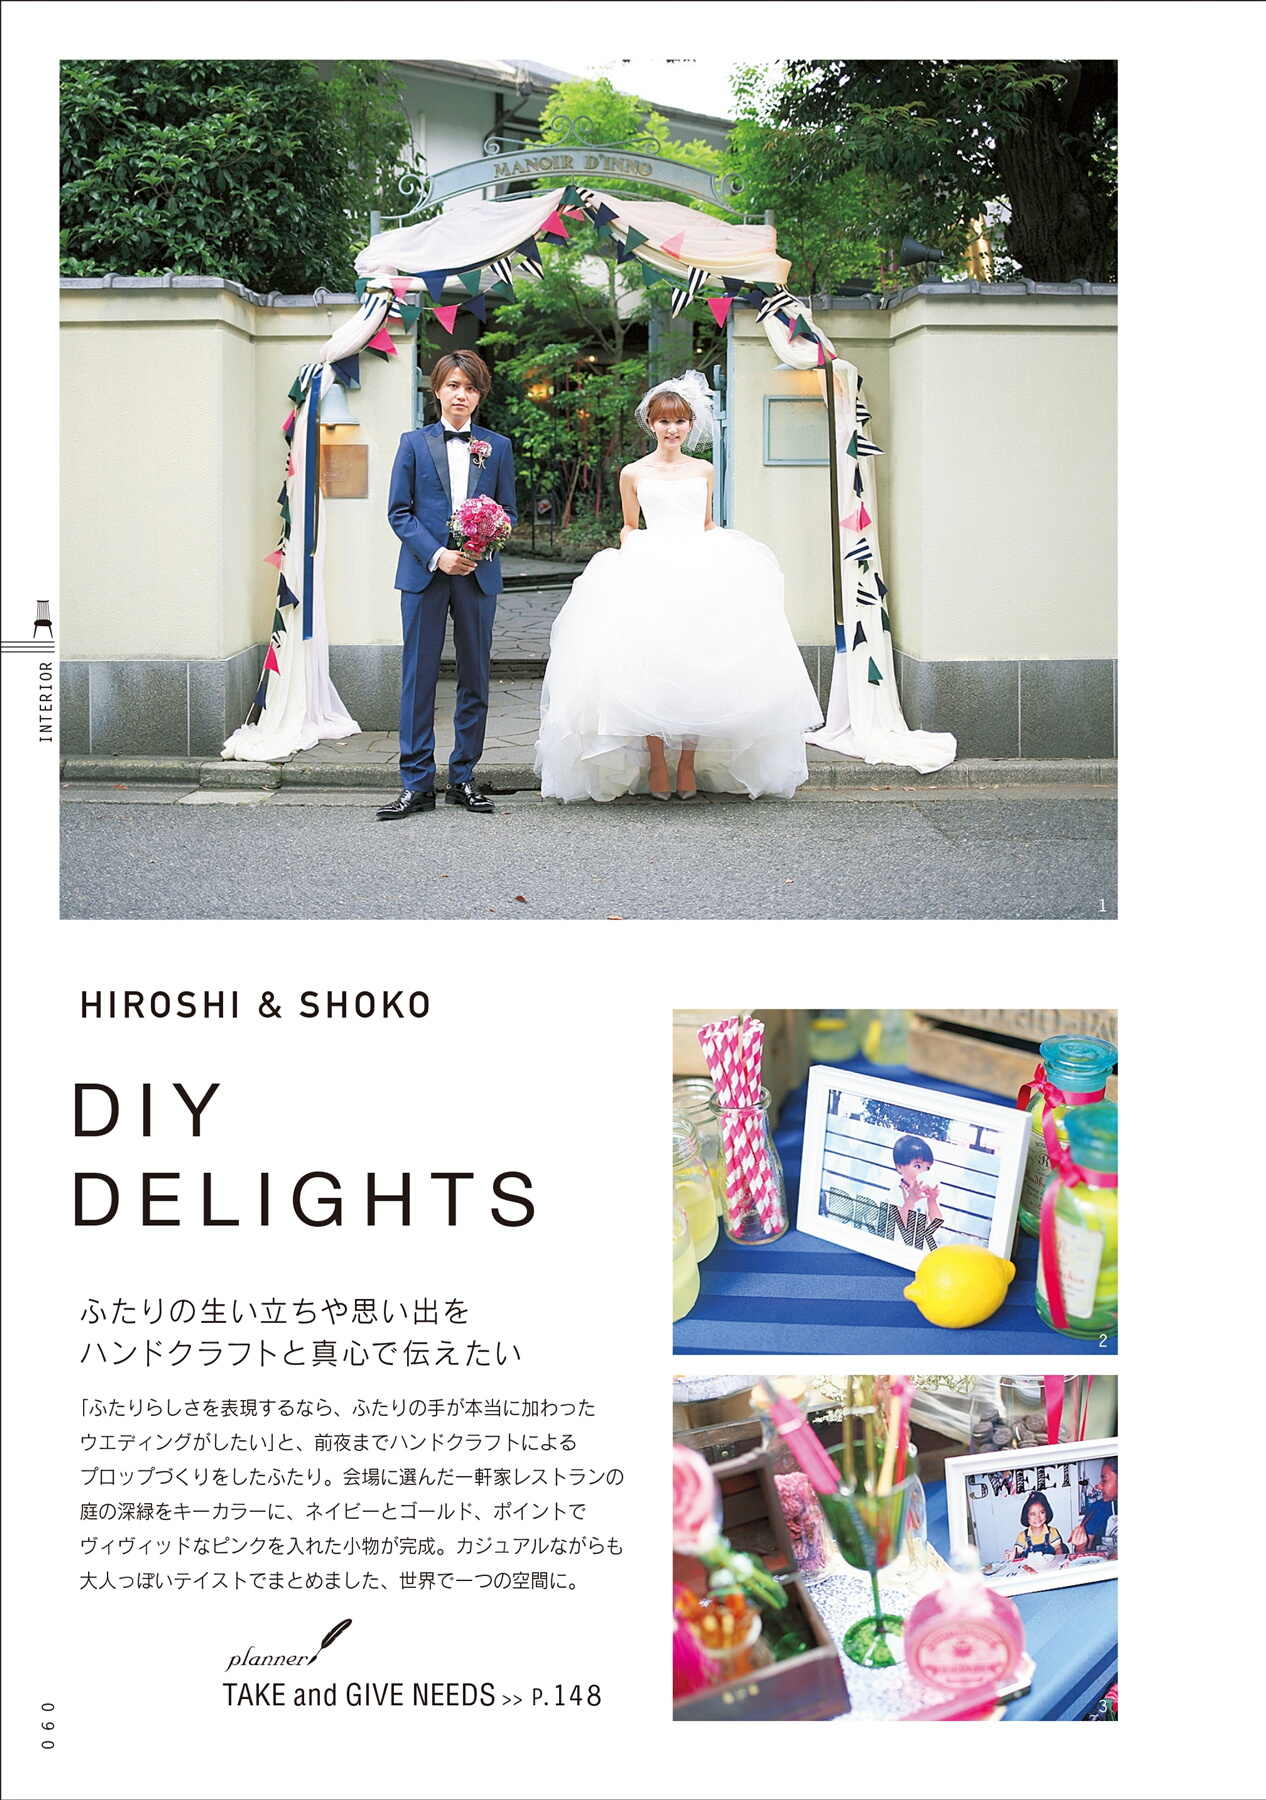 MANOIR D'INNO
1
INTERIOR
HIROSHI & SHOKO
DIY
DELIGHTS
ふたりの生い立ちや思い出を
ハンドクラフトと真心で伝えたい
「ふたりらしさを表現するなら、ふたりの手が本当に加わった
ウエディングがしたい」と、前夜までハンドクラフトによる
プロップづくりをしたふたり。会場に選んだ一軒家レストランの
庭の深緑をキーカラーに、ネイビーとゴールド、ポイントで
ヴィヴィッドなピンクを入れた小物が完成。カジュアルながらも
大人っぽいテイストでまとめました、世界で一つの空間に。
planner
TAKE and GIVE NEEDS >> P.148
DRINK
2
SWEET
3
060